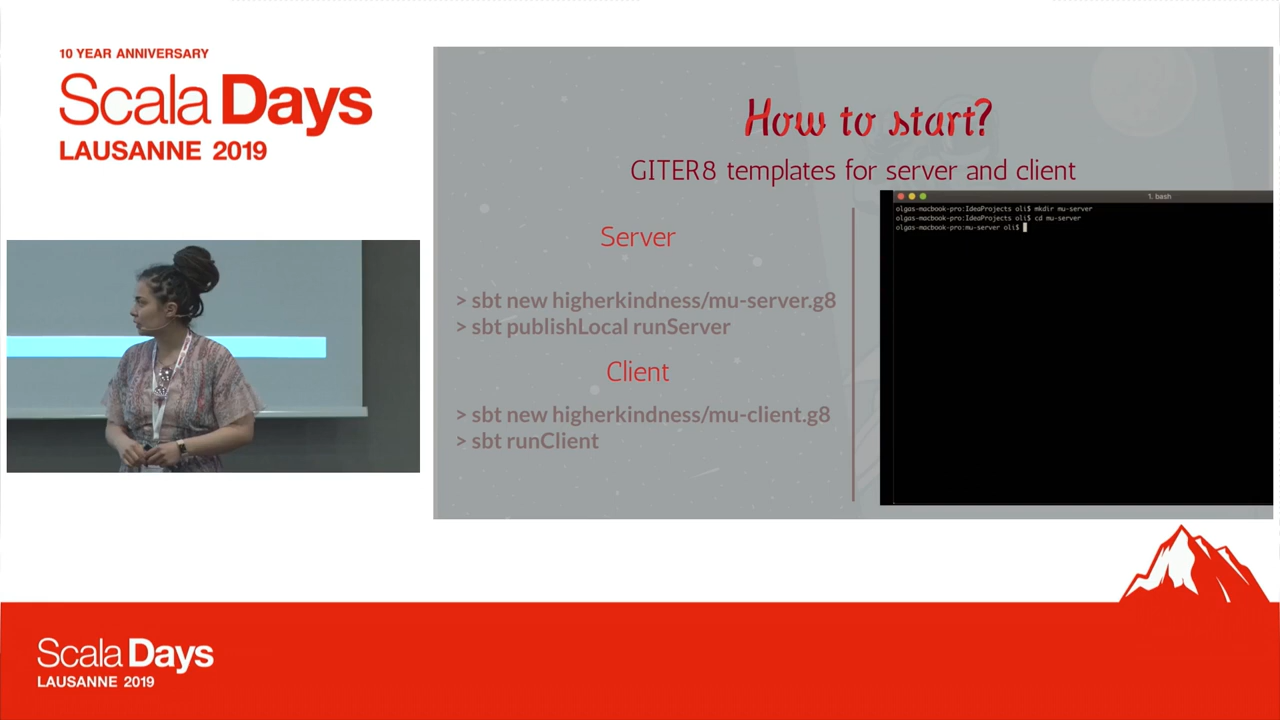 10 YEAR ANNIVERSARY
Scala Days
LAUSANNE 2019
How to start?
GITER8 templates for server and client
Server
> sbt new higherkindness/mu-server.g8
> sbt publishLocal runServer
Client
> sbt new higherkindness/mu-client.g8
> sbt runClient
1. bash
olgas-macbook-pro:IdeaProjects oli$ mkdir mu-server
olgas-macbook-pro:IdeaProjects oli$ cd mu-server
olgas-macbook-pro:mu-server oli$
Scala Days
LAUSANNE 2019